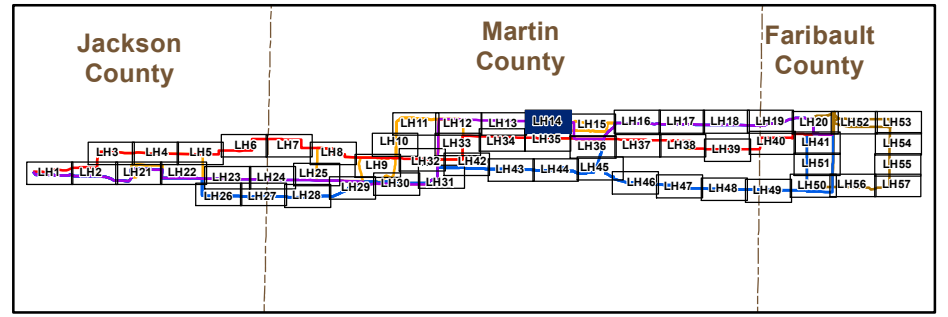 Jackson
County
Martin
County
Faribault
County
LH11 LH12 LH13 LH14 LH15 LH16 LH17 LH18 LH19 LH20 LH52 LH53
LH3 LH4 LH5 LH6 LH7 LH8 LH10 LH33 LH34 LH35 LH36 LH37 LH38 LH39 LH40 LH41 LH54
LH1 LH2 LH21 LH22 LH23 LH24 LH25 LH9 LH32 LH42 LH43 LH44 LH45 LH51 LH55
LH26 LH27 LH28 LH29 LH30 LH31 LH46 LH47 LH48 LH49 LH50 LH56 LH57